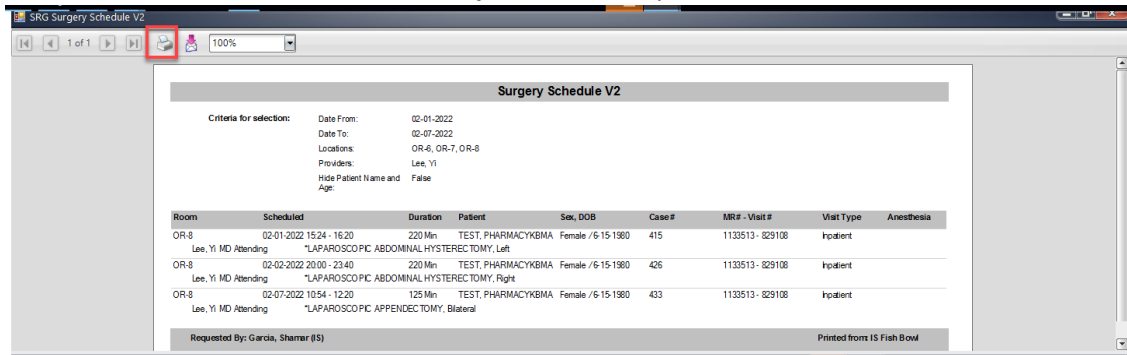 SRG Surgery Schedule V2
1 of 1 100%
Surgery Schedule V2
Criteria for selection: Date From: 02-01-2022
Date To: 02-07-2022
Locations: OR-6, OR-7, OR-8
Providers: Lee, Yi
Hide Patient Name and False
Age:
Room Scheduled Duration Patient Sex, DOB Case# MR# - Visit # Visit Type Anesthesia
OR-8 02-01-2022 15:24 - 16:20 220 Min TEST, PHARMACYKBMA Female /6-15-1980 415 1133513 - 829108 Inpatient
Lee, Yi MD Attending *LAPAROSCOPIC ABDOMINAL HYSTERECTOMY, Left
OR-8 02-02-2022 20:00 - 23:40 220 Min TEST, PHARMACYKBMA Female /6-15-1980 426 1133513 - 829108 Inpatient
Lee, Yi MD Attending *LAPAROSCOPIC ABDOMINAL HYSTERECTOMY, Right
OR-8 02-07-2022 10:54 - 12:20 125 Min TEST, PHARMACYKBMA Female /6-15-1980 433 1133513 - 829108 Inpatient
Lee, Yi MD Attending *LAPAROSCOPIC APPENDECTOMY, Bilateral
Requested By: Garcia, Shamar (IS) Printed from: IS Fish Bowl